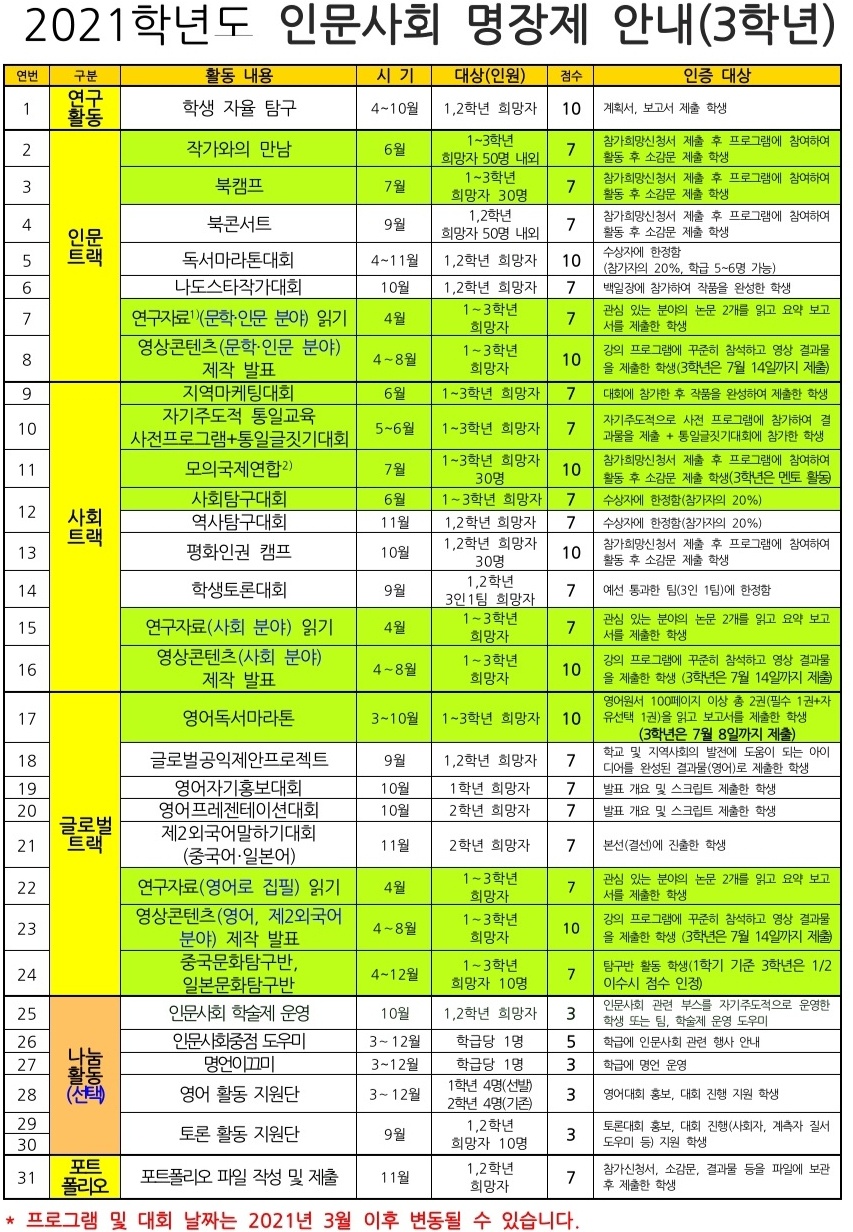 2021학년도 인문사회 명장제 안내(3학년)
연번 구분 활동 내용 시 기 대상(인원) 점수 인증 대상
1 연구 활동 학생 자율 탐구 4~10월 1,2학년 희망자 10 계획서, 보고서 제출 학생
인문 트랙
2 작가와의 만남 6월 1~3학년 희망자 50명 내외 7 참가희망신청서 제출 후 프로그램에 참여하여 활동 후 소감문 제출 학생
3 북캠프 7월 1~3학년 희망자 30명 7 참가희망신청서 제출 후 프로그램에 참여하여 활동 후 소감문 제출 학생
4 북콘서트 9월 1,2학년 희망자 50명 내외 7 참가희망신청서 제출 후 프로그램에 참여하여 활동 후 소감문 제출 학생
5 독서마라톤대회 4~11월 1,2학년 희망자 10 수상자에 한정함 (참가자의 20%, 학급 5~6명 가능)
6 나도스타작가대회 10월 1,2학년 희망자 7 백일장에 참가하여 작품을 완성한 학생
7 연구자료1)(문학·인문 분야) 읽기 4월 1~3학년 희망자 7 관심 있는 분야의 논문 2개를 읽고 요약 보고서를 제출한 학생
8 영상콘텐츠(문학·인문 분야) 제작 발표 4~8월 1~3학년 희망자 10 강의 프로그램에 꾸준히 참석하고 영상 결과물을 제출한 학생(3학년은 7월 14일까지 제출)
사회 트랙
9 지역마케팅대회 6월 1~3학년 희망자 7 대회에 참가한 후 작품을 완성하여 제출한 학생
10 자기주도적 통일교육 사전프로그램+통일글짓기대회 5~6월 1~3학년 희망자 7 자기주도적으로 사전 프로그램에 참가하여 결과물을 제출 + 통일글짓기대회에 참가한 학생
11 모의국제연합2) 7월 1~3학년 희망자 30명 10 참가희망신청서 제출 후 프로그램에 참여하여 활동 후 소감문 제출 학생(3학년은 멘토 활동)
12 사회탐구대회 6월 1~3학년 희망자 7 수상자에 한정함(참가자의 20%)
역사탐구대회 11월 1,2학년 희망자 7 수상자에 한정함(참가자의 20%)
13 평화인권 캠프 10월 1,2학년 희망자 30명 10 참가희망신청서 제출 후 프로그램에 참여하여 활동 후 소감문 제출 학생
14 학생토론대회 9월 1,2학년 3인1팀 희망자 7 예선 통과한 팀(3인 1팀)에 한정함
15 연구자료(사회 분야) 읽기 4월 1~3학년 희망자 7 관심 있는 분야의 논문 2개를 읽고 요약 보고서를 제출한 학생
16 영상콘텐츠(사회 분야) 제작 발표 4~8월 1~3학년 희망자 10 강의 프로그램에 꾸준히 참석하고 영상 결과물을 제출한 학생 (3학년은 7월 14일까지 제출)
글로벌 트랙
17 영어독서마라톤 3~10월 1~3학년 희망자 10 영어원서 100페이지 이상 총 2권(필수 1권+자유선택 1권)을 읽고 보고서를 제출한 학생 (3학년은 7월 8일까지 제출)
18 글로벌공익제안프로젝트 9월 1,2학년 희망자 7 학교 및 지역사회의 발전에 도움이 되는 아이디어를 완성된 결과물(영어)로 제출한 학생
19 영어자기홍보대회 10월 1학년 희망자 7 발표 개요 및 스크립트 제출한 학생
20 영어프레젠테이션대회 10월 2학년 희망자 7 발표 개요 및 스크립트 제출한 학생
21 제2외국어말하기대회 (중국어·일본어) 11월 2학년 희망자 7 본선(결선)에 진출한 학생
22 연구자료(영어로 집필) 읽기 4월 1~3학년 희망자 7 관심 있는 분야의 논문 2개를 읽고 요약 보고서를 제출한 학생
23 영상콘텐츠(영어, 제2외국어 분야) 제작 발표 4~8월 1~3학년 희망자 10 강의 프로그램에 꾸준히 참석하고 영상 결과물을 제출한 학생 (3학년은 7월 14일까지 제출)
24 중국문화탐구반, 일본문화탐구반 4~12월 1~3학년 희망자 10명 7 탐구반 활동 학생(1학기 기준 3학년은 1/2 이수시 점수 인정)
나눔 활동 (선택)
25 인문사회 학술제 운영 10월 1,2학년 희망자 3 인문사회 관련 부스를 자기주도적으로 운영한 학생 또는 팀, 학술제 운영 도우미
26 인문사회중점 도우미 3~12월 학급당 1명 5 학급에 인문사회 관련 행사 안내
27 명언이끄미 3~12월 학급당 1명 3 학급에 명언 운영
28 영어 활동 지원단 3~12월 1학년 4명(선발) 2학년 4명(기존) 3 영어대회 홍보, 대회 진행 지원 학생
29 30 토론 활동 지원단 9월 1,2학년 희망자 10명 3 토론대회 홍보, 대회 진행(사회자, 계측자 질서 도우미 등) 지원 학생
31 포트 폴리오 포트폴리오 파일 작성 및 제출 11월 1,2학년 희망자 7 참가신청서, 소감문, 결과물 등을 파일에 보관 후 제출한 학생
* 프로그램 및 대회 날짜는 2021년 3월 이후 변동될 수 있습니다.